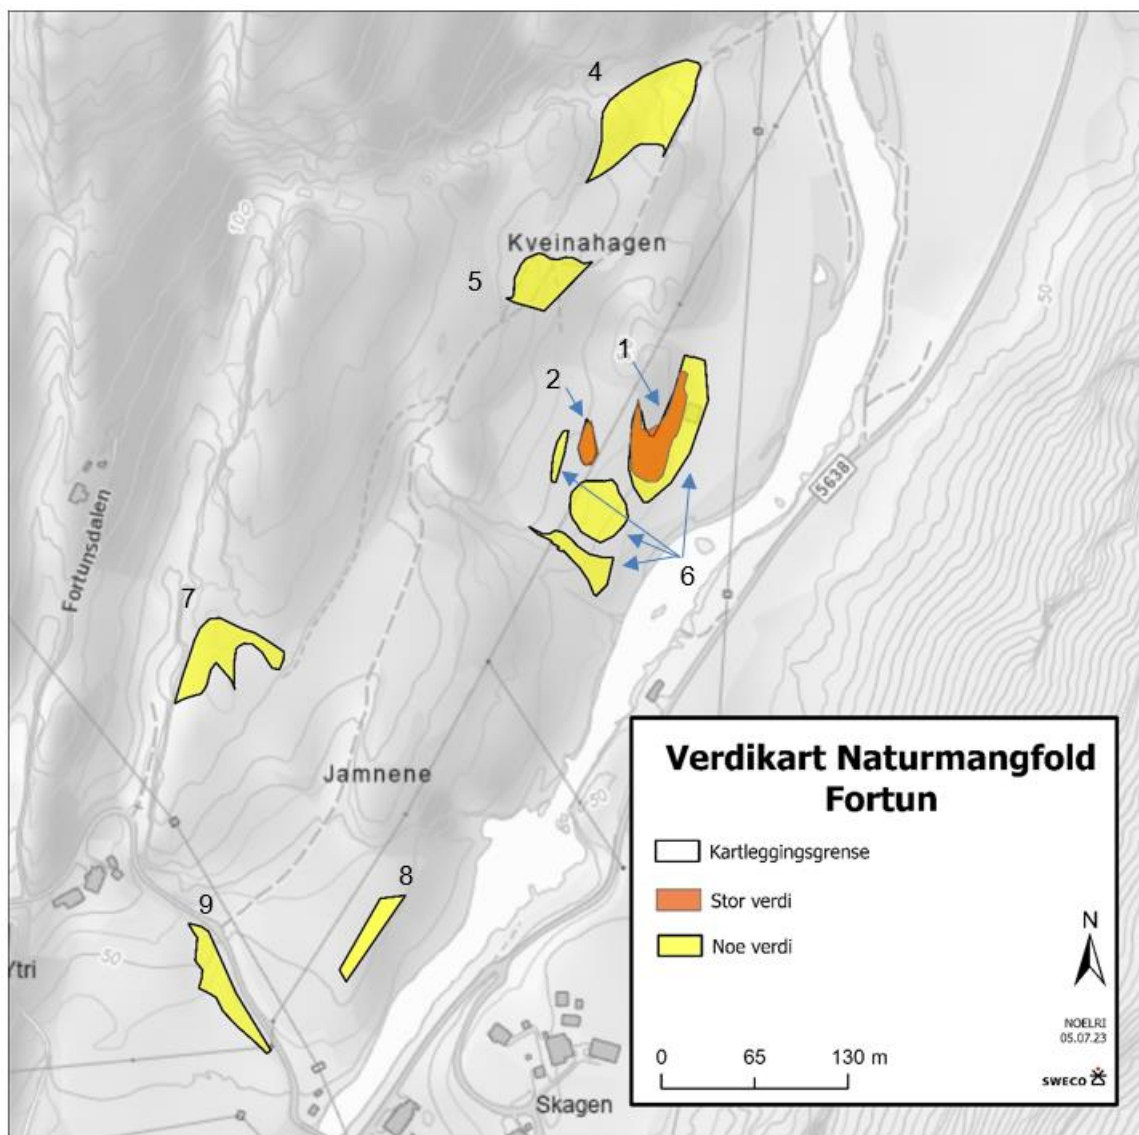 4
100
Kveinahagen
5
50
1
2
5638
Fortunsdalen
6
7
Jamnene
50
8
9
50
Ytri
Skagen
Verdikart Naturmangfold
Fortun
Kartleggingsgrense
Stor verdi
Noe verdi
N
NOELRI
05.07.23
0 65 130 m
SWECO